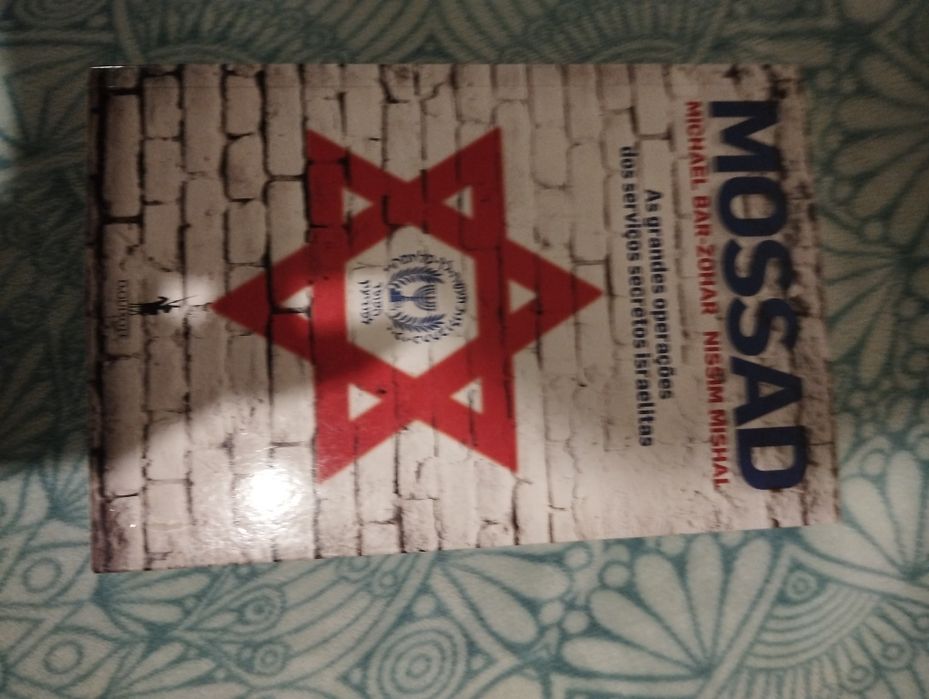 MOSSAD
MICHAEL BAR-ZOHAR NISSIM MISHAL
As grandes operações
dos serviços secretos israelitas